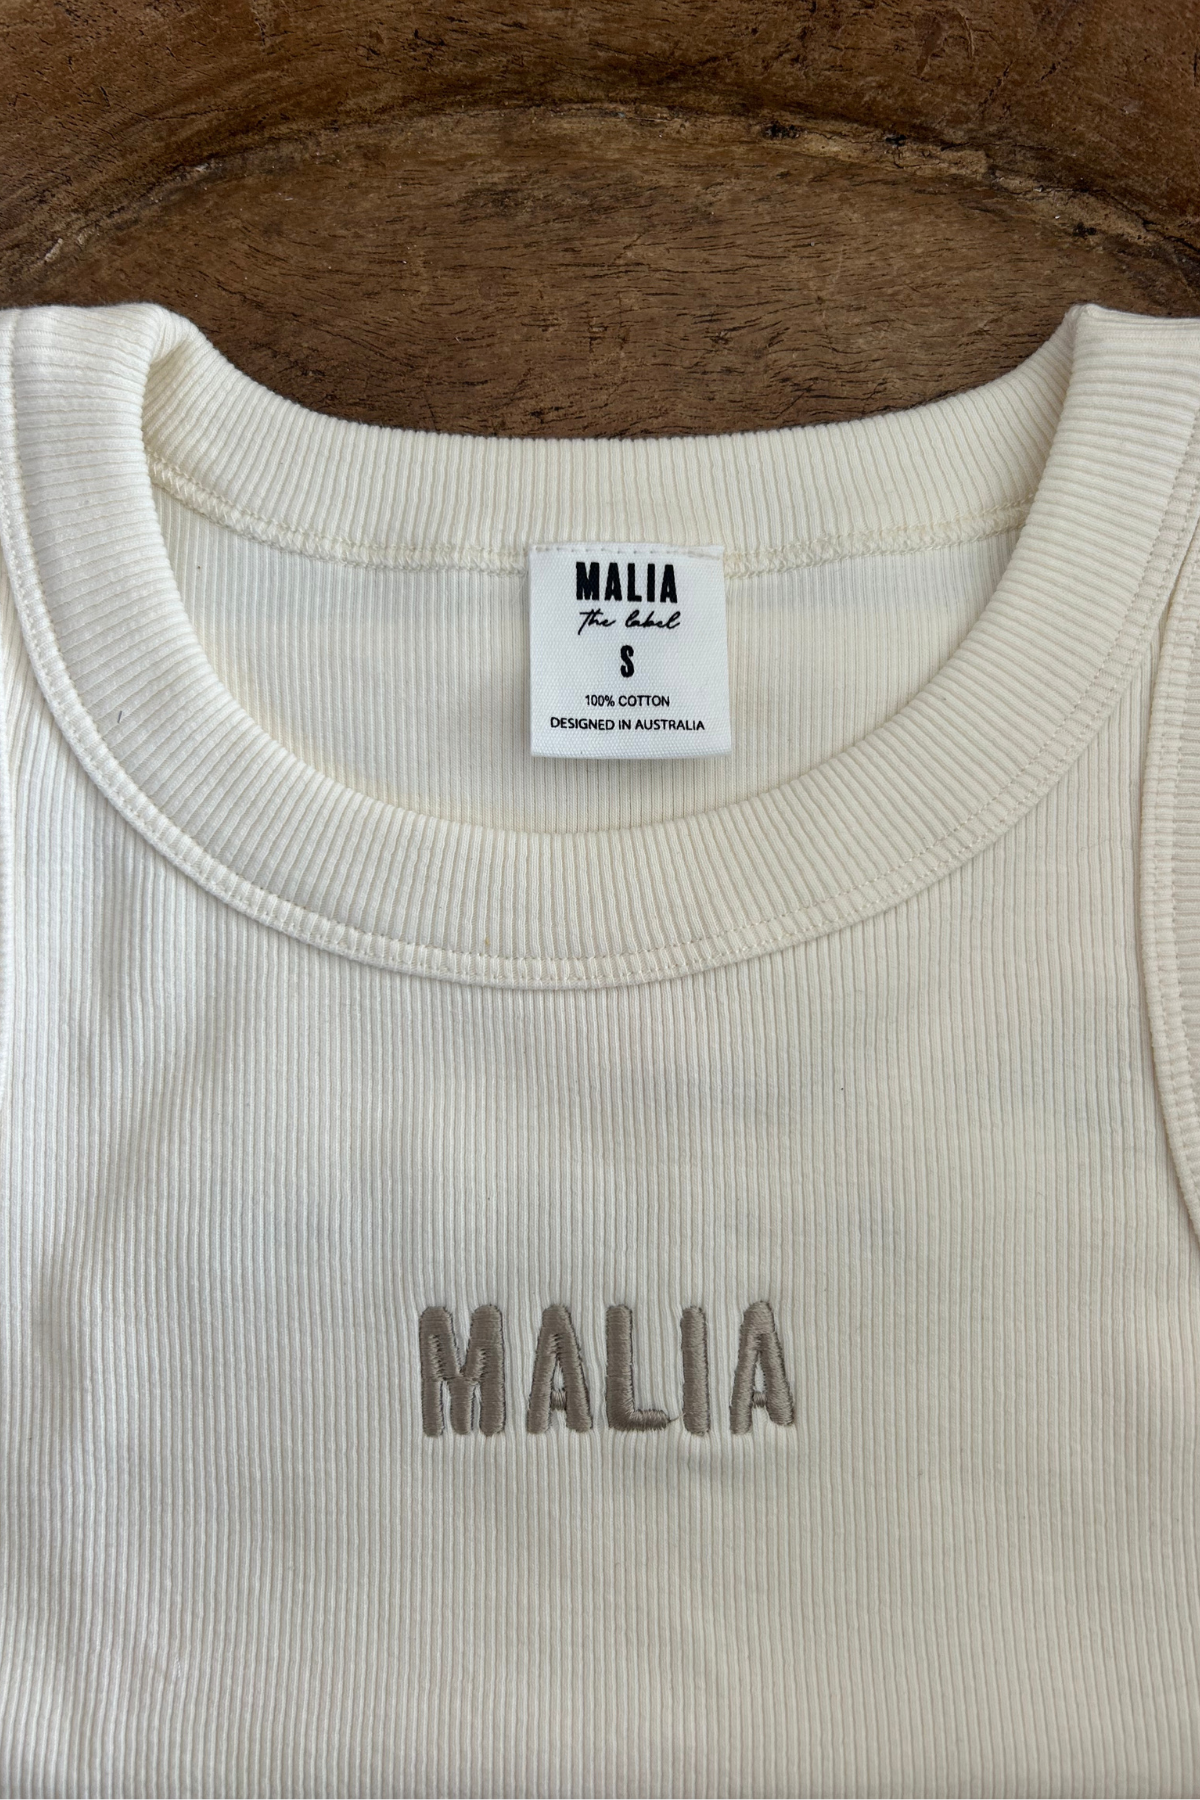 MALIA
The label
S
100% COTTON
DESIGNED IN AUSTRALIA
MALIA